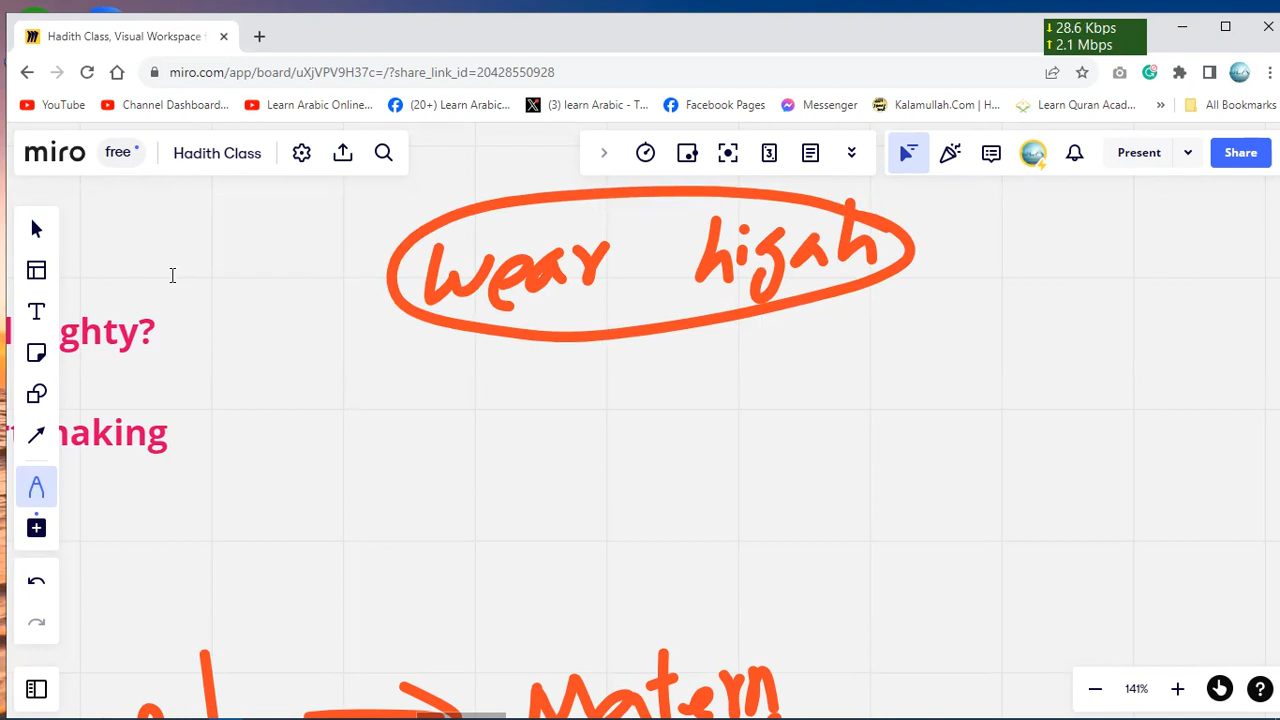 Hadith Class, Visual Workspace f
28.6 Kbps
2.1 Mbps
miro.com/app/board/uXjVPV9H37c=/?share_link_id=20428550928
YouTube Channel Dashboard... Learn Arabic Online... (20+) Learn Arabic... (3) learn Arabic - T... Facebook Pages Messenger Kalamullah.Com | H... Learn Quran Acad... » All Bookmarks
miro free Hadith Class 3 Present Share
wear
ghty?
making
Matern
141%